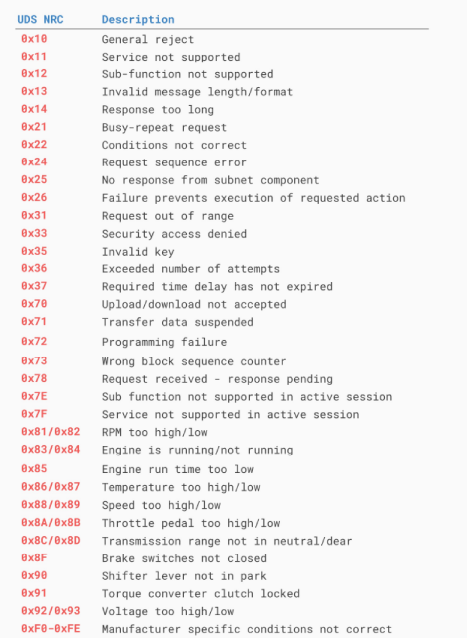 UDS NRC Description
0x10 General reject
0x11 Service not supported
0x12 Sub-function not supported
0x13 Invalid message length/format
0x14 Response too long
0x21 Busy-repeat request
0x22 Conditions not correct
0x24 Request sequence error
0x25 No response from subnet component
0x26 Failure prevents execution of requested action
0x31 Request out of range
0x33 Security access denied
0x35 Invalid key
0x36 Exceeded number of attempts
0x37 Required time delay has not expired
0x70 Upload/download not accepted
0x71 Transfer data suspended
0x72 Programming failure
0x73 Wrong block sequence counter
0x78 Request received - response pending
0x7E Sub function not supported in active session
0x7F Service not supported in active session
0x81/0x82 RPM too high/low
0x83/0x84 Engine is running/not running
0x85 Engine run time too low
0x86/0x87 Temperature too high/low
0x88/0x89 Speed too high/low
0x8A/0x8B Throttle pedal too high/low
0x8C/0x8D Transmission range not in neutral/dear
0x8F Brake switches not closed
0x90 Shifter lever not in park
0x91 Torque converter clutch locked
0x92/0x93 Voltage too high/low
0xF0-0xFE Manufacturer specific conditions not correct